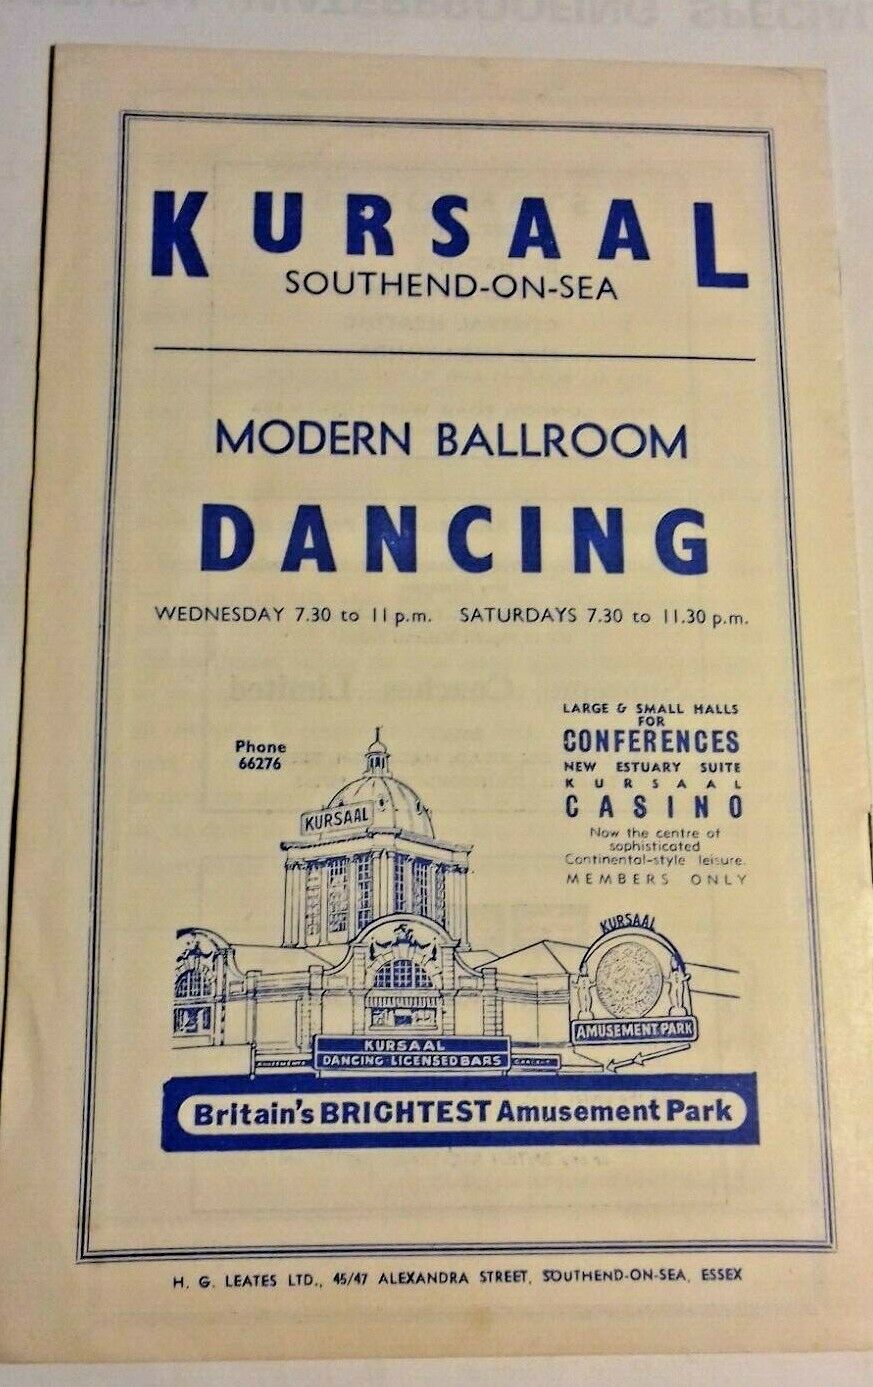 KURSAAL
SOUTHEND-ON-SEA
MODERN BALLROOM
DANCING
WEDNESDAY 7.30 to 11 p.m. SATURDAYS 7.30 to 11.30 p.m.
Phone
66276
LARGE & SMALL HALLS
FOR
CONFERENCES
NEW ESTUARY SUITE
KURSAAL
CASINO
Now the centre of
sophisticated
Continental-style leisure.
MEMBERS ONLY
KURSAAL
KURSAAL
AMUSEMENT PARK
KURSAAL
DANCING·LICENSED BARS
Britain's BRIGHTEST Amusement Park
H. G. LEATES LTD., 45/47 ALEXANDRA STREET, SOUTHEND-ON-SEA, ESSEX